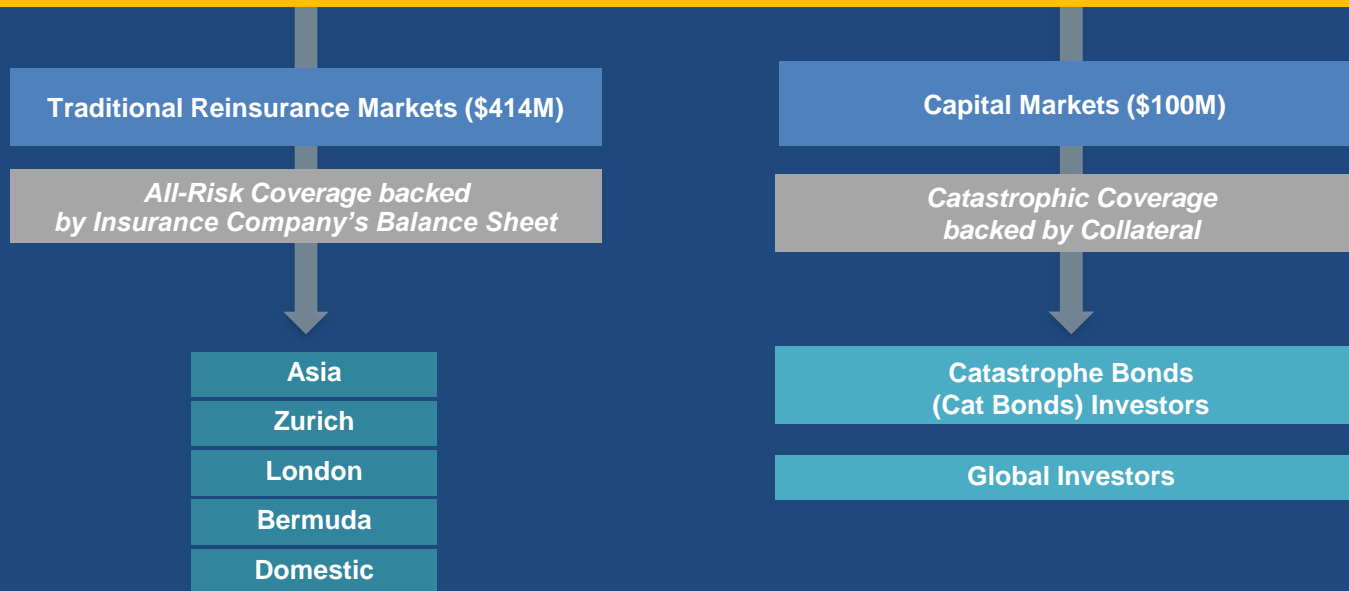 Traditional Reinsurance Markets ($414M)
All-Risk Coverage backed
by Insurance Company’s Balance Sheet
Asia
Zurich
London
Bermuda
Domestic
Capital Markets ($100M)
Catastrophic Coverage
backed by Collateral
Catastrophe Bonds
(Cat Bonds) Investors
Global Investors